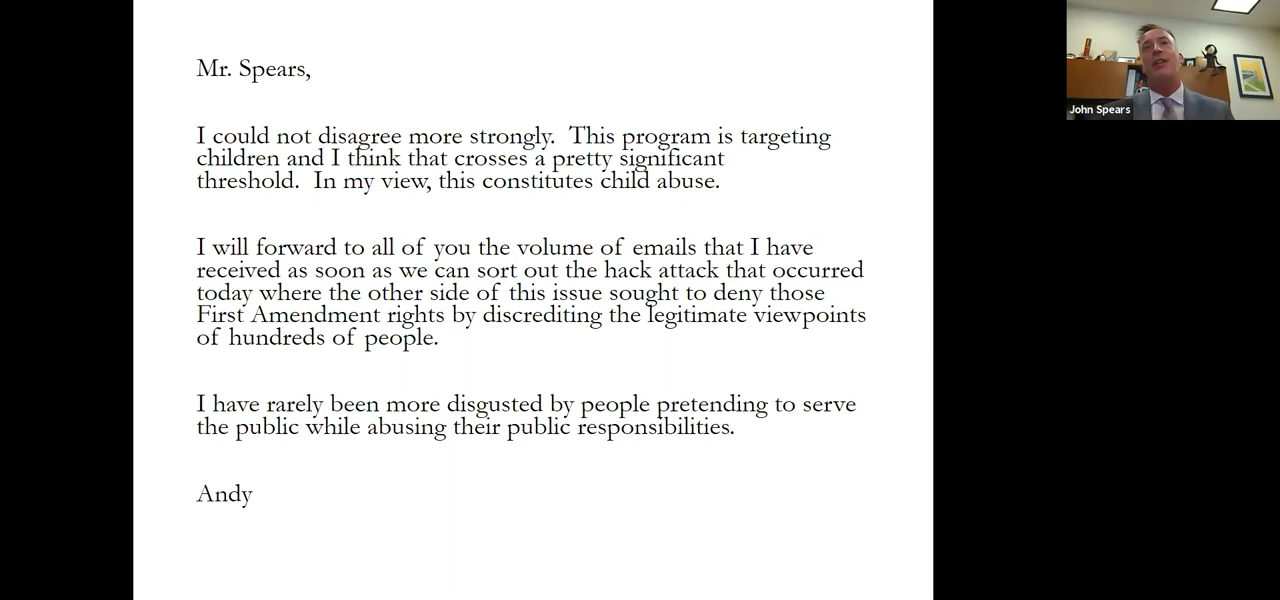 Mr. Spears,
I could not disagree more strongly.  This program is targeting
children and I think that crosses a pretty significant
threshold.  In my view, this constitutes child abuse.
I will forward to all of you the volume of emails that I have
received as soon as we can sort out the hack attack that occurred
today where the other side of this issue sought to deny those
First Amendment rights by discrediting the legitimate viewpoints
of hundreds of people.
I have rarely been more disgusted by people pretending to serve
the public while abusing their public responsibilities.
Andy
John Spears